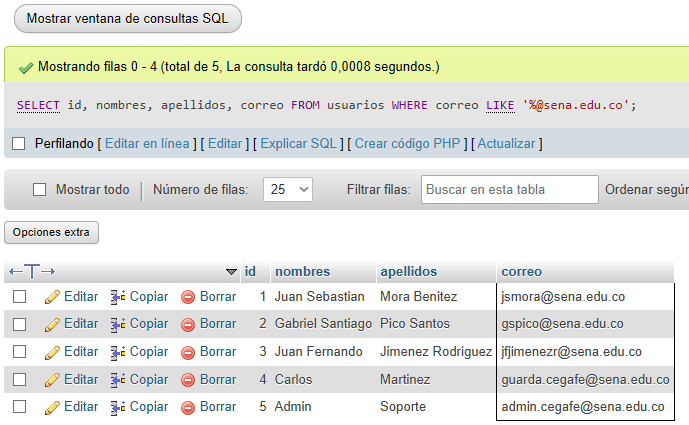 Mostrar ventana de consultas SQL
Mostrando filas 0 - 4 (total de 5, La consulta tardó 0,0008 segundos.)
SELECT id, nombres, apellidos, correo FROM usuarios WHERE correo LIKE '%@sena.edu.co';
Perfilando [ Editar en línea ] [ Editar ] [ Explicar SQL ] [ Crear código PHP ] [ Actualizar ]
Mostrar todo Número de filas: 25 Filtrar filas: Buscar en esta tabla Ordenar según
Opciones extra
←T→ id nombres apellidos correo
Editar Copiar Borrar 1 Juan Sebastian Mora Benitez jsmora@sena.edu.co
Editar Copiar Borrar 2 Gabriel Santiago Pico Santos gspico@sena.edu.co
Editar Copiar Borrar 3 Juan Fernando Jimenez Rodriguez jfjimenezr@sena.edu.co
Editar Copiar Borrar 4 Carlos Martinez guarda.cegafe@sena.edu.co
Editar Copiar Borrar 5 Admin Soporte admin.cegafe@sena.edu.co